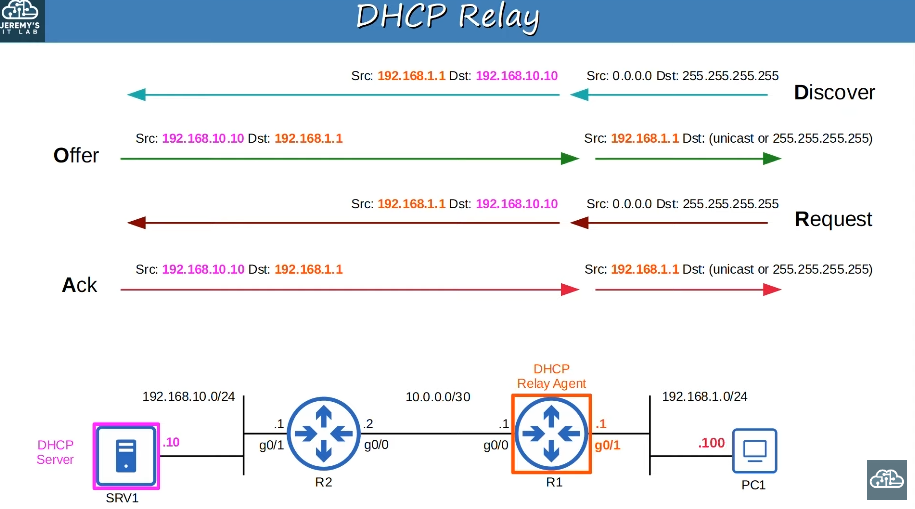 JEREMY'S
IT LAB
DHCP Relay
Src: 192.168.1.1 Dst: 192.168.10.10
Src: 0.0.0.0 Dst: 255.255.255.255
Discover
Offer
Src: 192.168.10.10 Dst: 192.168.1.1
Src: 192.168.1.1 Dst: (unicast or 255.255.255.255)
Src: 192.168.1.1 Dst: 192.168.10.10
Src: 0.0.0.0 Dst: 255.255.255.255
Request
Ack
Src: 192.168.10.10 Dst: 192.168.1.1
Src: 192.168.1.1 Dst: (unicast or 255.255.255.255)
DHCP
Relay Agent
192.168.10.0/24
10.0.0.0/30
192.168.1.0/24
DHCP
Server
.10
.1
g0/1
.2
g0/0
.1
g0/0
.1
g0/1
.100
SRV1
R2
R1
PC1